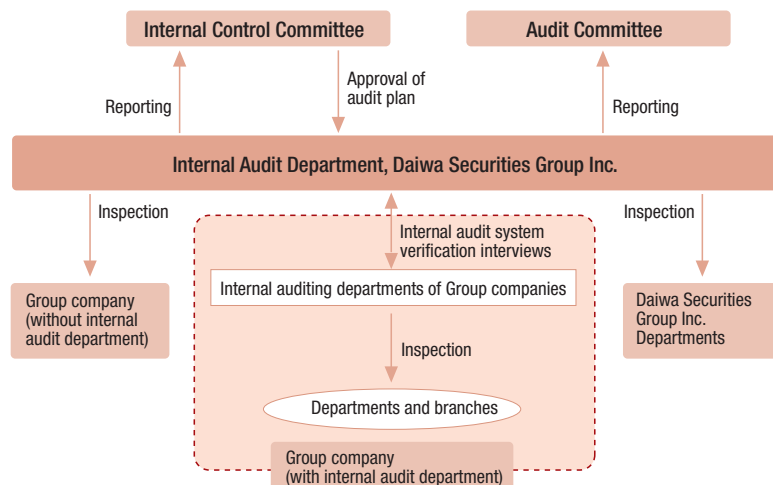 Internal Control Committee
Audit Committee
Reporting
Approval of
audit plan
Reporting
Internal Audit Department, Daiwa Securities Group Inc.
Inspection
Internal audit system
verification interviews
Inspection
Group company
(without internal
audit department)
Internal auditing departments of Group companies
Daiwa Securities
Group Inc.
Departments
Inspection
Departments and branches
Group company
(with internal audit department)